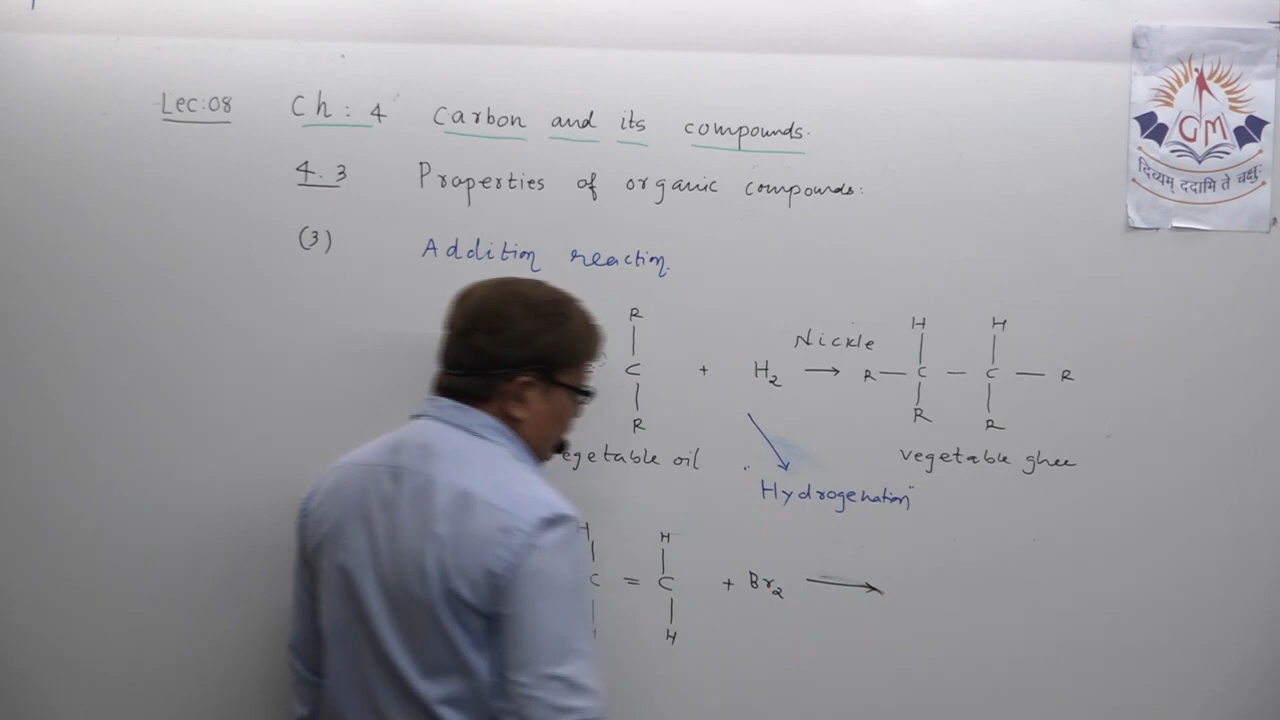 Lec:08 Ch: 4 Carbon and its compounds.
4.3 Properties of organic compounds:
(3) Addition reaction.
R H H
C + H2 → Nickle R — C — C — R
R R R
egetable oil vegetable ghee
"Hydrogenation"
H H
C = C + Br2 →
H H
GM
दिव्यम् ददामि ते चक्षुः